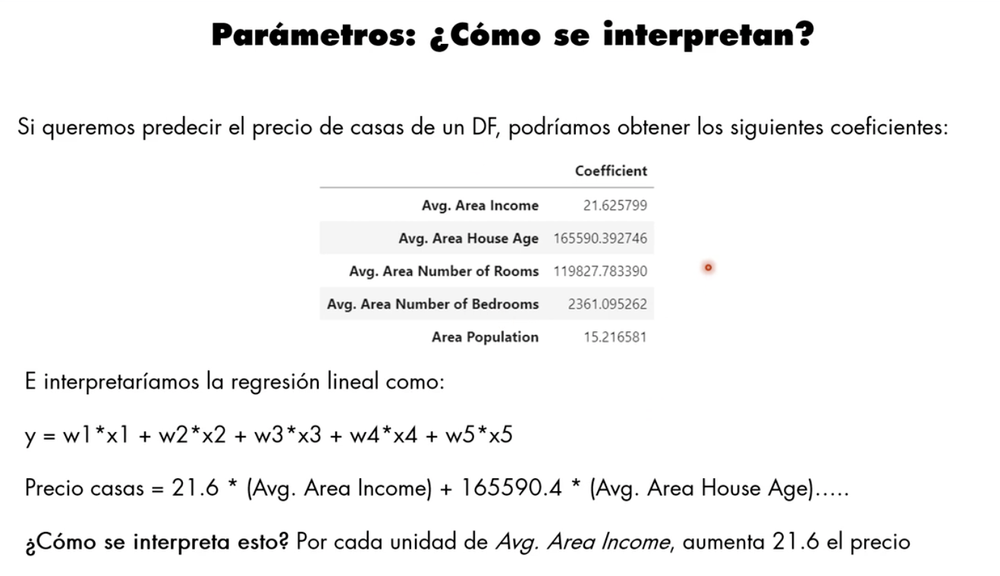 Parámetros: ¿Cómo se interpretan?
Si queremos predecir el precio de casas de un DF, podríamos obtener los siguientes coeficientes:
Coefficient
Avg. Area Income 21.625799
Avg. Area House Age 165590.392746
Avg. Area Number of Rooms 119827.783390
Avg. Area Number of Bedrooms 2361.095262
Area Population 15.216581
E interpretaríamos la regresión lineal como:
y = w1*x1 + w2*x2 + w3*x3 + w4*x4 + w5*x5
Precio casas = 21.6 * (Avg. Area Income) + 165590.4 * (Avg. Area House Age).....
¿Cómo se interpreta esto? Por cada unidad de Avg. Area Income, aumenta 21.6 el precio